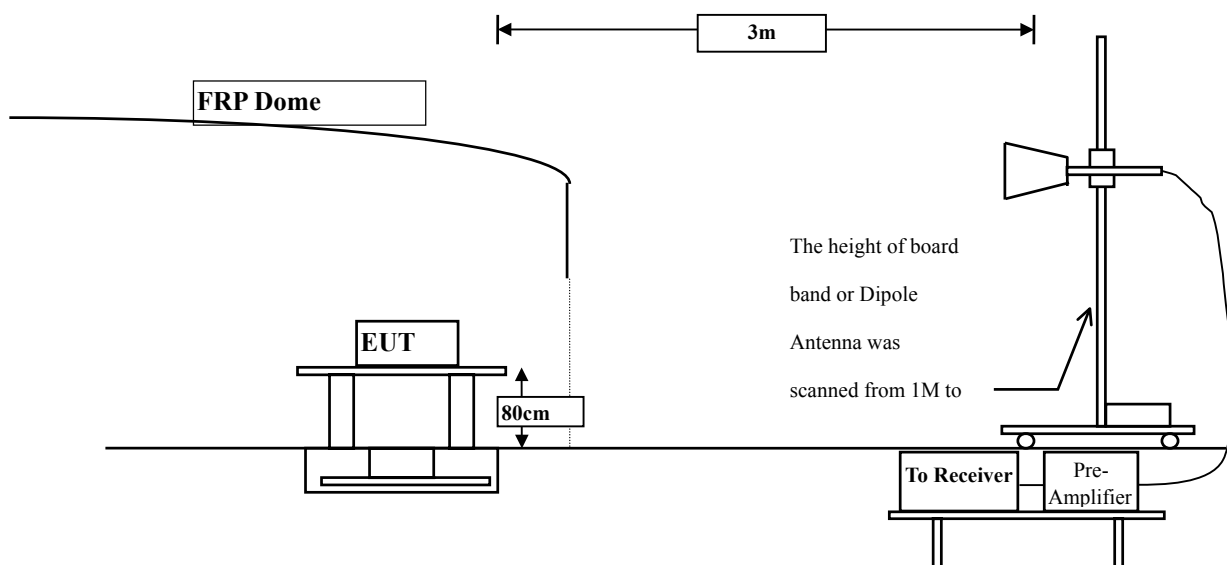 3m
FRP Dome
The height of board
band or Dipole
Antenna was
scanned from 1M to
EUT
80cm
To Receiver
Pre-
Amplifier